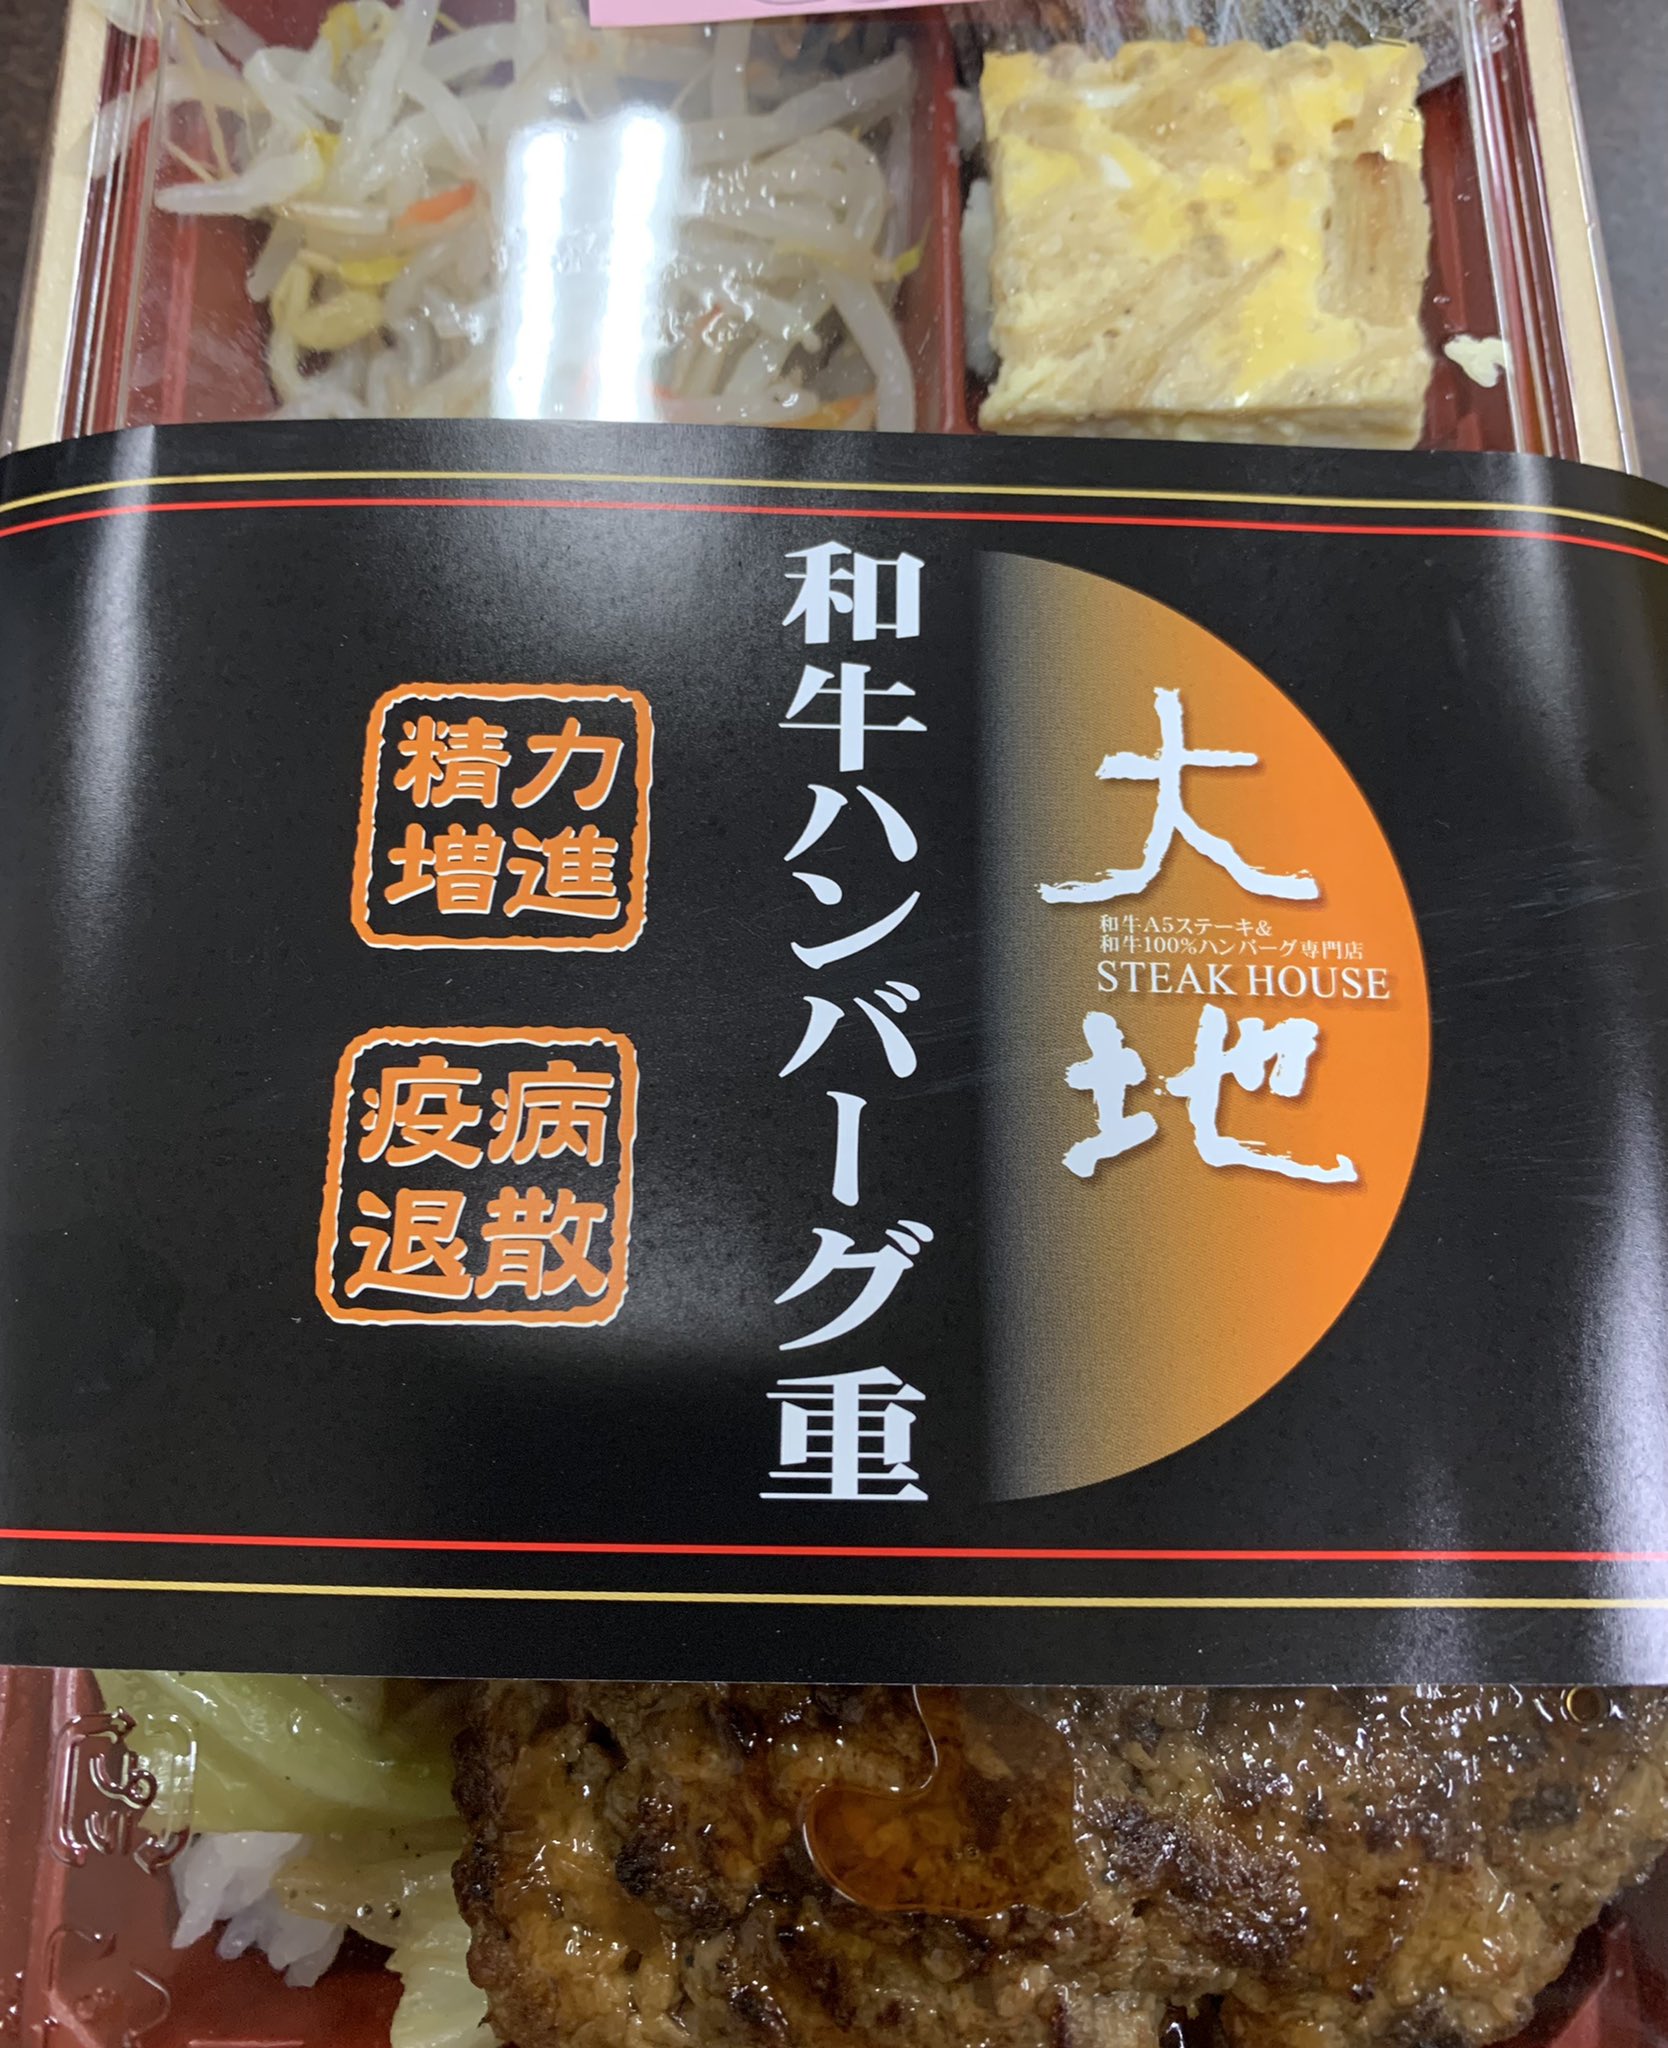 大地
和牛A5ステーキ&
和牛100%ハンバーグ専門店
STEAK HOUSE
和牛ハンバーグ重
精力
増進
疫病
退散